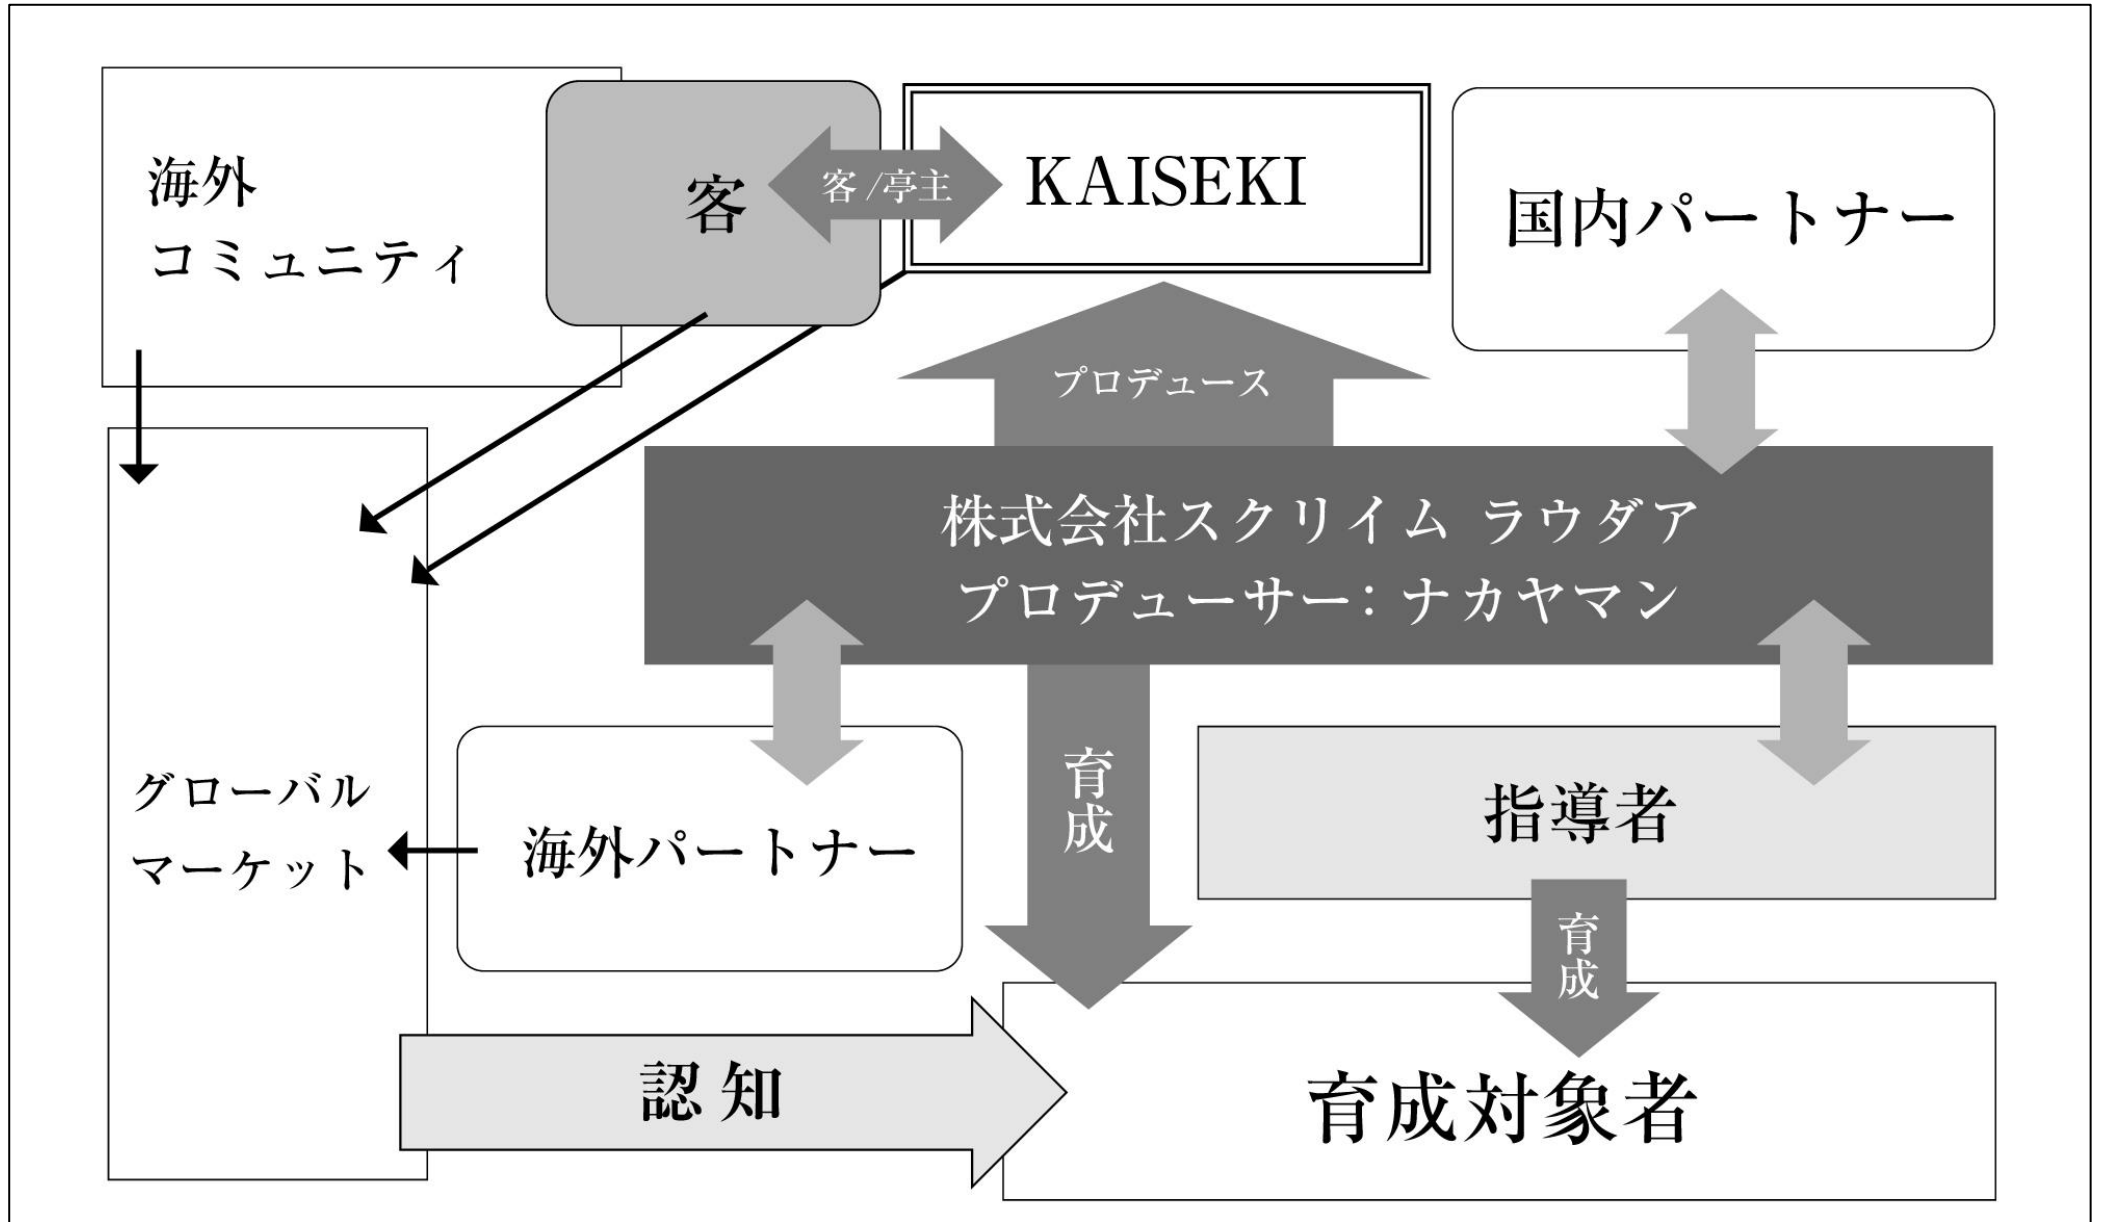 海外
コミュニティ
客
客/亭主
KAISEKI
国内パートナー
プロデュース
株式会社スクリイム ラウダア
プロデューサー：ナカヤマン
グローバル
マーケット
海外パートナー
育成
指導者
育成
認知
育成対象者